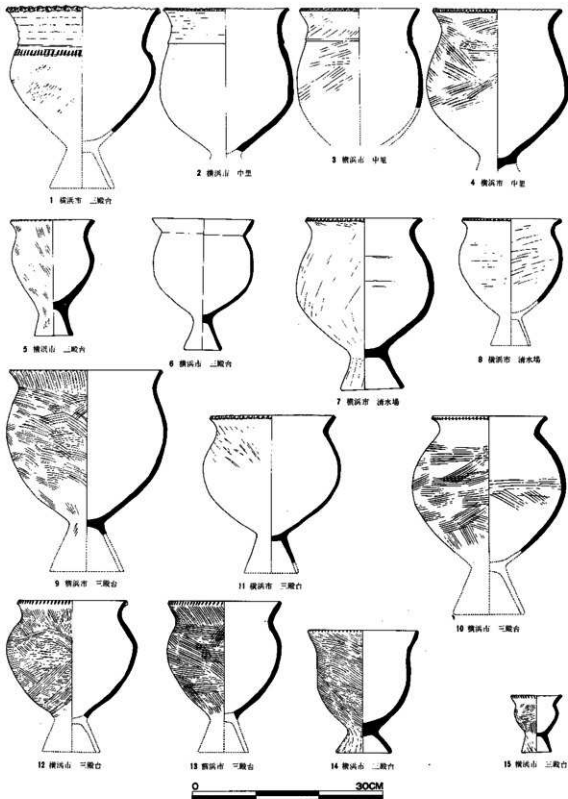 1 横浜市 三殿台
2 横浜市 中里
3 横浜市 中里
4 横浜市 中里
5 横浜市 三殿台
6 横浜市 三殿台
7 横浜市 清水場
8 横浜市 清水場
9 横浜市 三殿台
11 横浜市 三殿台
10 横浜市 三殿台
12 横浜市 三殿台
13 横浜市 三殿台
14 横浜市 三殿台
15 横浜市 三殿台
0 30CM